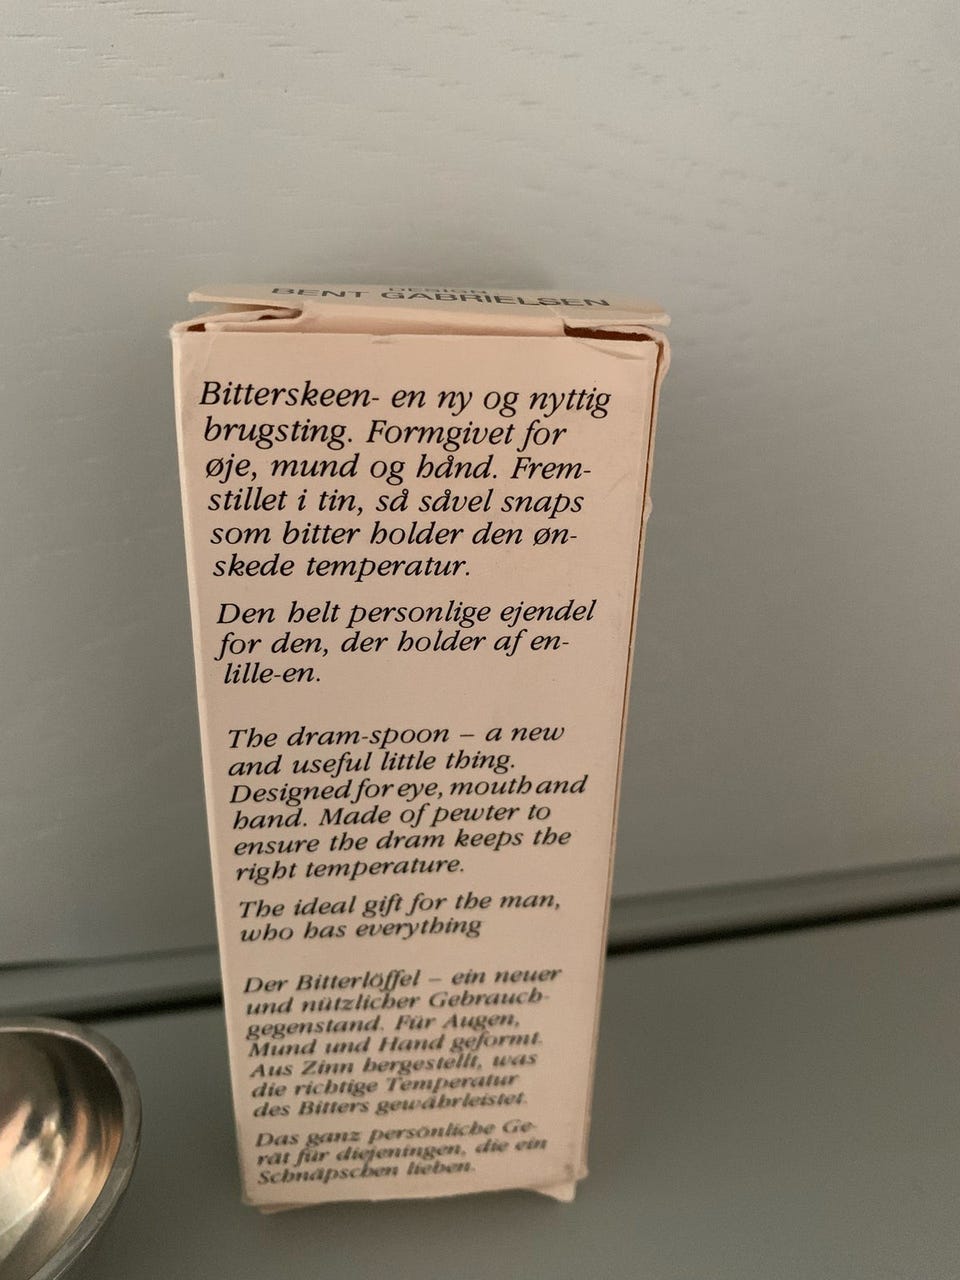 DESIGN
BENT GABRIELSEN
Bitterskeen- en ny og nyttig
brugsting. Formgivet for
øje, mund og hånd. Frem-
stillet i tin, så såvel snaps
som bitter holder den øn-
skede temperatur.
Den helt personlige ejendel
for den, der holder af en-
lille-en.
The dram-spoon – a new
and useful little thing.
Designed for eye, mouth and
hand. Made of pewter to
ensure the dram keeps the
right temperature.
The ideal gift for the man,
who has everything
Der Bitterlöffel – ein neuer
und nützlicher Gebrauch-
gegenstand. Für Augen,
Mund und Hand geformt.
Aus Zinn hergestellt, was
die richtige Temperatur
des Bitters gewährleistet.
Das ganz persönliche Ge-
rät für diejeningen, die ein
Schnäpschen lieben.